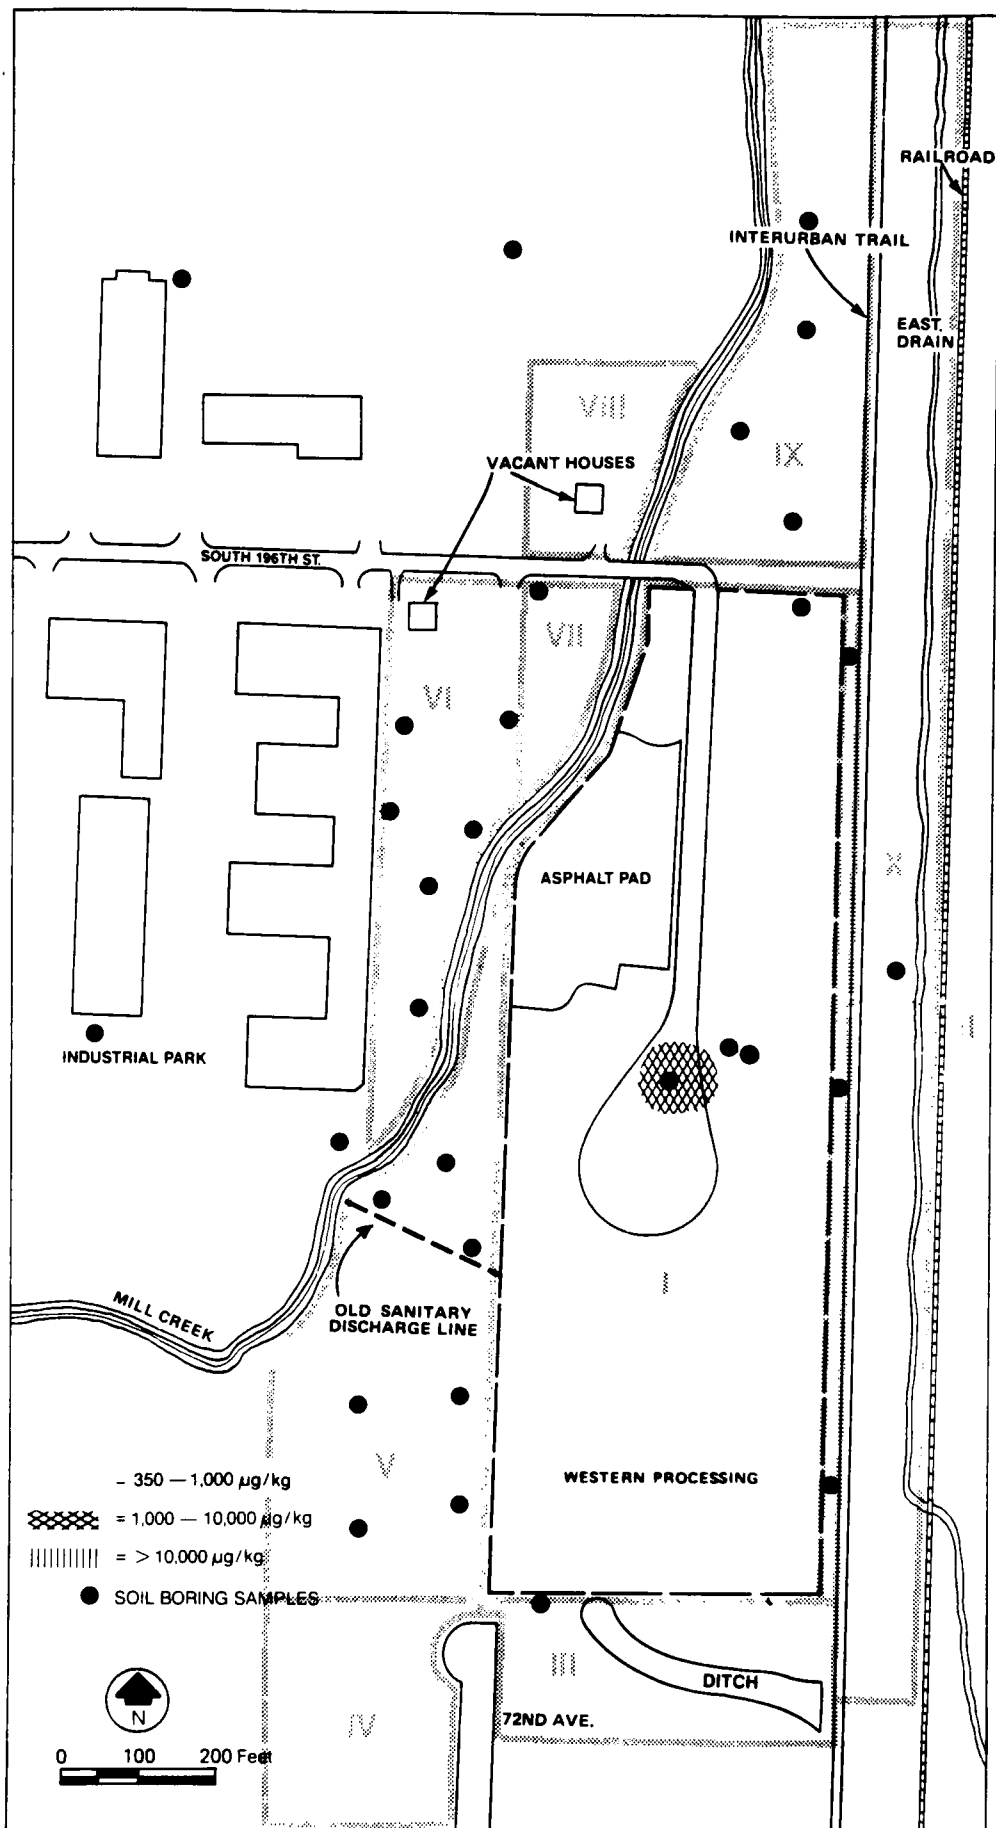 RAILROAD
INTERURBAN TRAIL
EAST
DRAIN
VIII
IX
VACANT HOUSES
SOUTH 196TH ST.
VII
VI
X
ASPHALT PAD
INDUSTRIAL PARK
I
MILL CREEK
OLD SANITARY
DISCHARGE LINE
V
WESTERN PROCESSING
- 350 — 1,000 µg/kg
= 1,000 — 10,000 µg/kg
= > 10,000 µg/kg
SOIL BORING SAMPLES
III
DITCH
IV
72ND AVE.
N
0 100 200 Feet